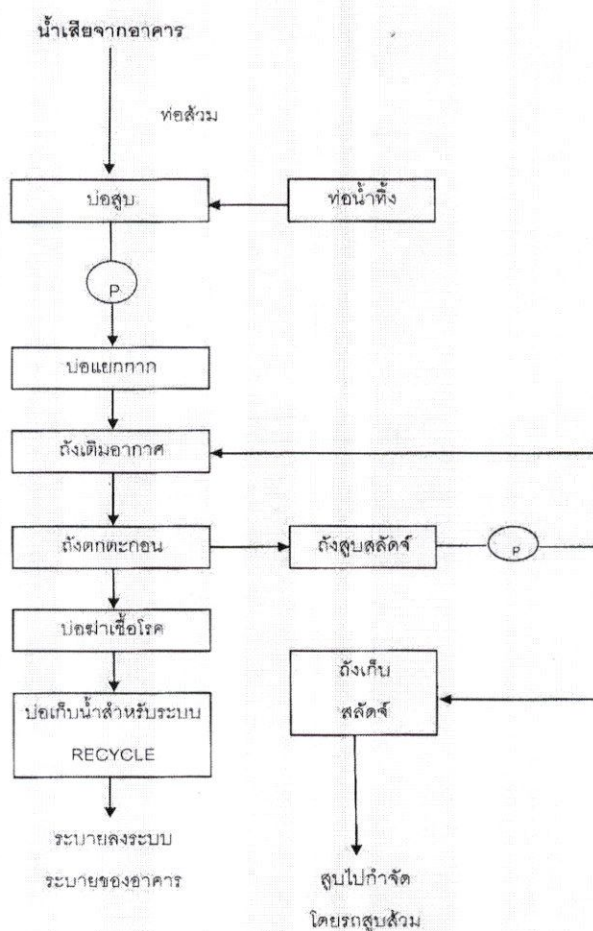 น้ำเสียจากอาคาร
ท่อส้วม
บ่อสูบ
ท่อน้ำทิ้ง
P
บ่อแยกกาก
ถังเติมอากาศ
ถังตกตะกอน
ถังสูบสลัดจ์
P
บ่อฆ่าเชื้อโรค
ถังเก็บ
สลัดจ์
บ่อเก็บน้ำสำหรับระบบ
RECYCLE
ระบายลงระบบ
ระบายของอาคาร
สูบไปกำจัด
โดยรถสูบส้วม